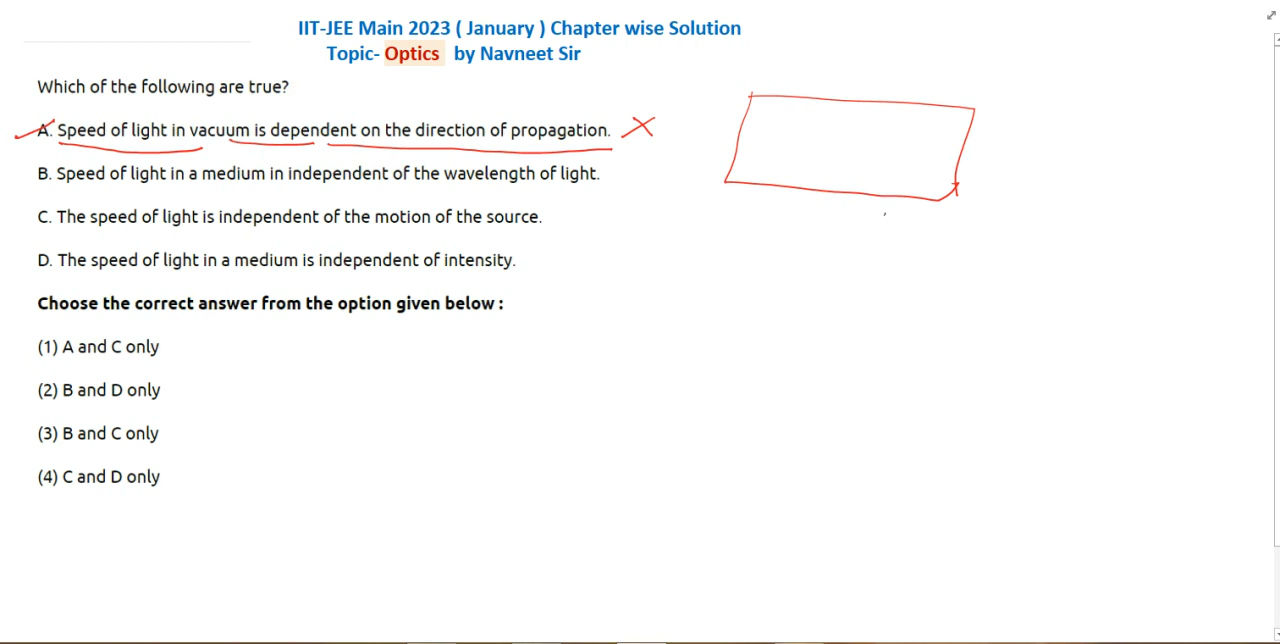 IIT-JEE Main 2023 ( January ) Chapter wise Solution
Topic- Optics by Navneet Sir
Which of the following are true?
A. Speed of light in vacuum is dependent on the direction of propagation.
B. Speed of light in a medium in independent of the wavelength of light.
C. The speed of light is independent of the motion of the source.
D. The speed of light in a medium is independent of intensity.
Choose the correct answer from the option given below :
(1) A and C only
(2) B and D only
(3) B and C only
(4) C and D only